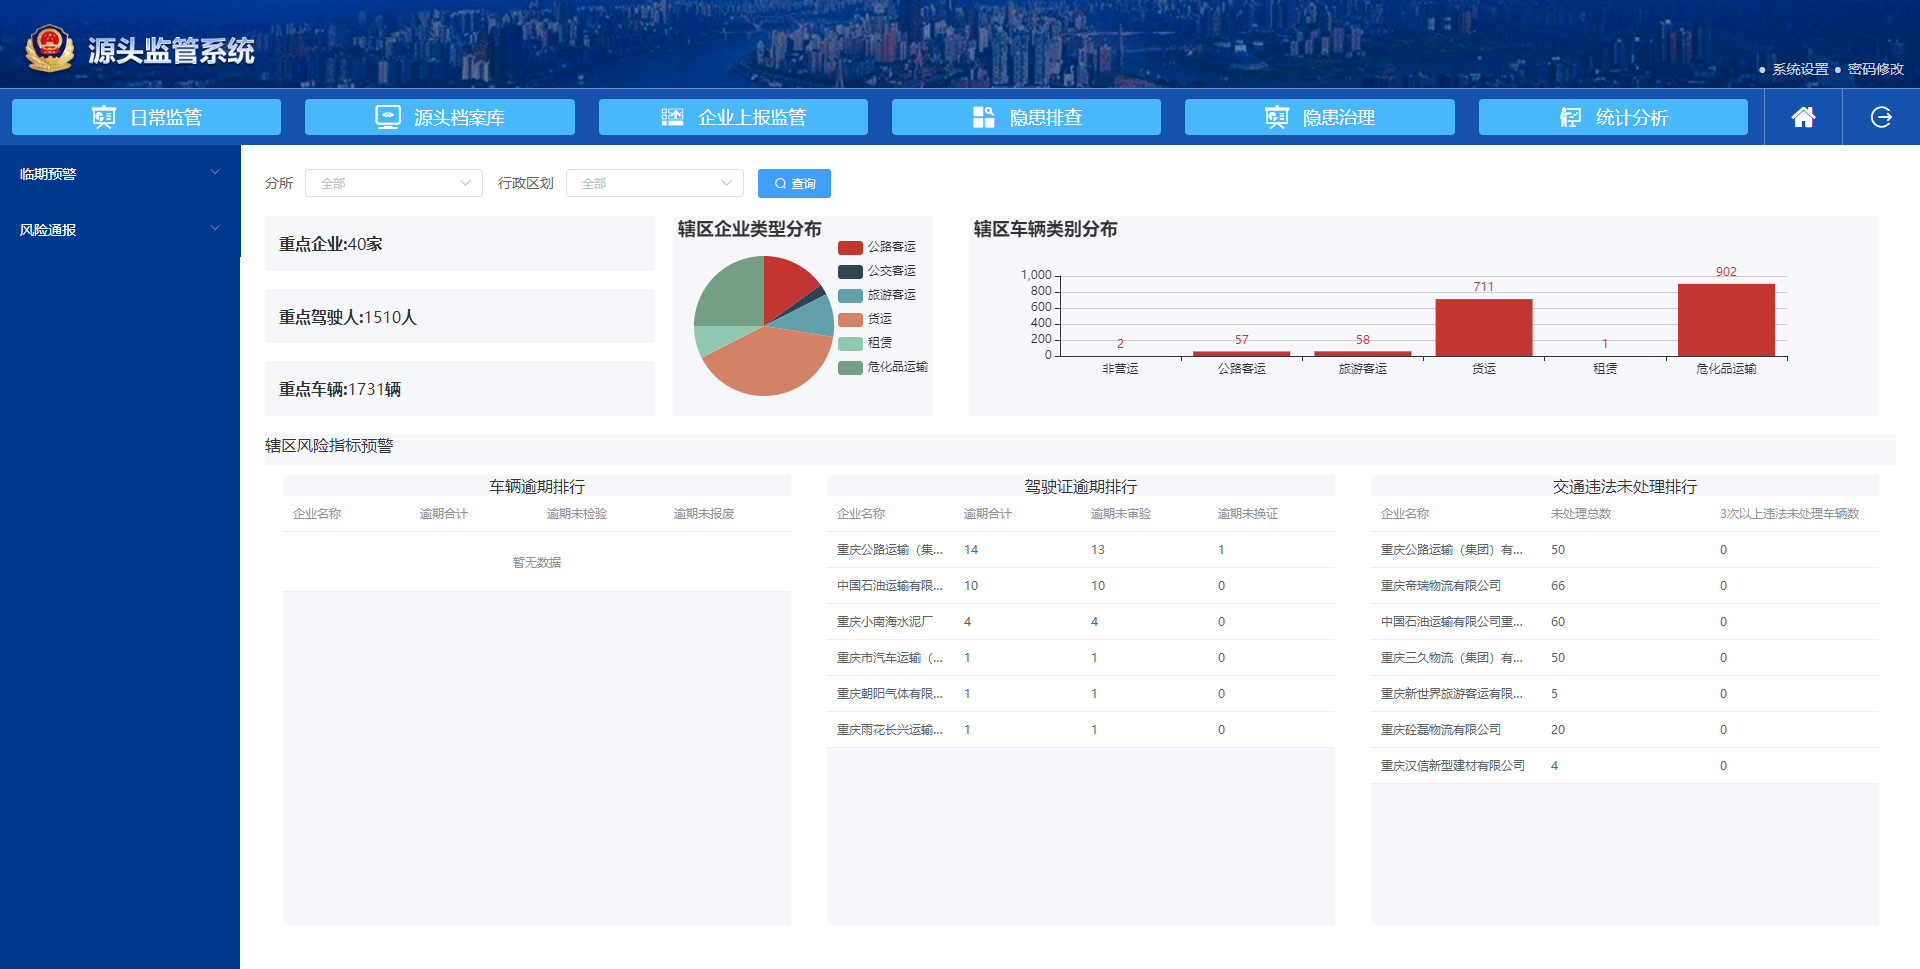 源头监管系统
系统设置 密码修改
日常监管 源头档案库 企业上报监管 隐患排查 隐患治理 统计分析
临期预警
风险通报
分所 全部 行政区划 全部 查询
重点企业:40家
重点驾驶人:1510人
重点车辆:1731辆
辖区企业类型分布
公路客运
公交客运
旅游客运
货运
租赁
危化品运输
辖区车辆类别分布
1,000
800
600
400
200
0
2 57 58 711 1 902
非营运 公路客运 旅游客运 货运 租赁 危化品运输
辖区风险指标预警
车辆逾期排行
企业名称 逾期合计 逾期未检验 逾期未报废
暂无数据
驾驶证逾期排行
企业名称 逾期合计 逾期未审验 逾期未换证
重庆公路运输（集... 14 13 1
中国石油运输有限... 10 10 0
重庆小南海水泥厂 4 4 0
重庆市汽车运输（... 1 1 0
重庆朝阳气体有限... 1 1 0
重庆雨花长兴运输... 1 1 0
交通违法未处理排行
企业名称 未处理总数 3次以上违法未处理车辆数
重庆公路运输（集团）有... 50 0
重庆帝瑞物流有限公司 66 0
中国石油运输有限公司重... 60 0
重庆三久物流（集团）有... 50 0
重庆新世界旅游客运有限... 5 0
重庆砼磊物流有限公司 20 0
重庆汉信新型建材有限公司 4 0